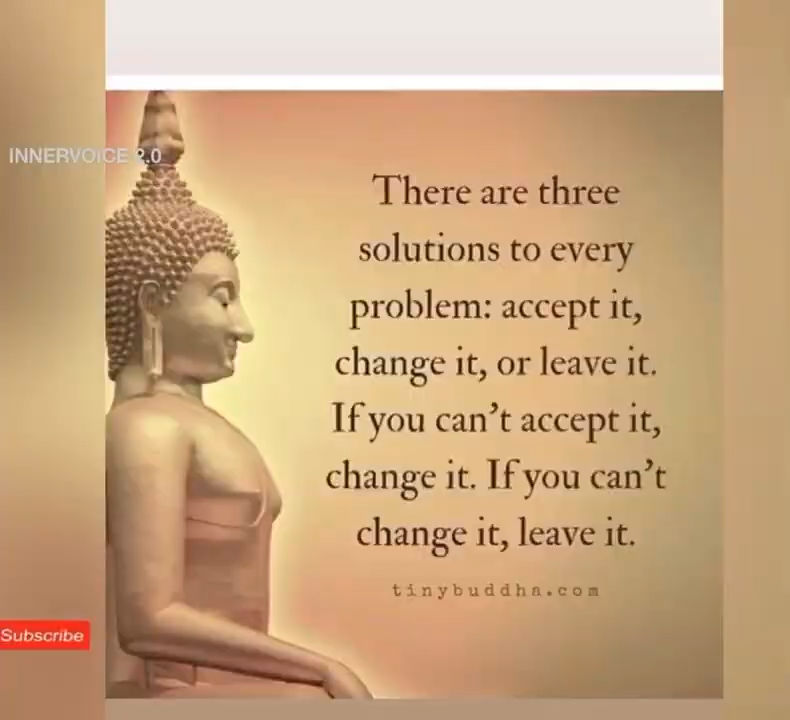 INNERVOICE 2.0
There are three
solutions to every
problem: accept it,
change it, or leave it.
If you can't accept it,
change it. If you can't
change it, leave it.
tinybuddha.com
Subscribe